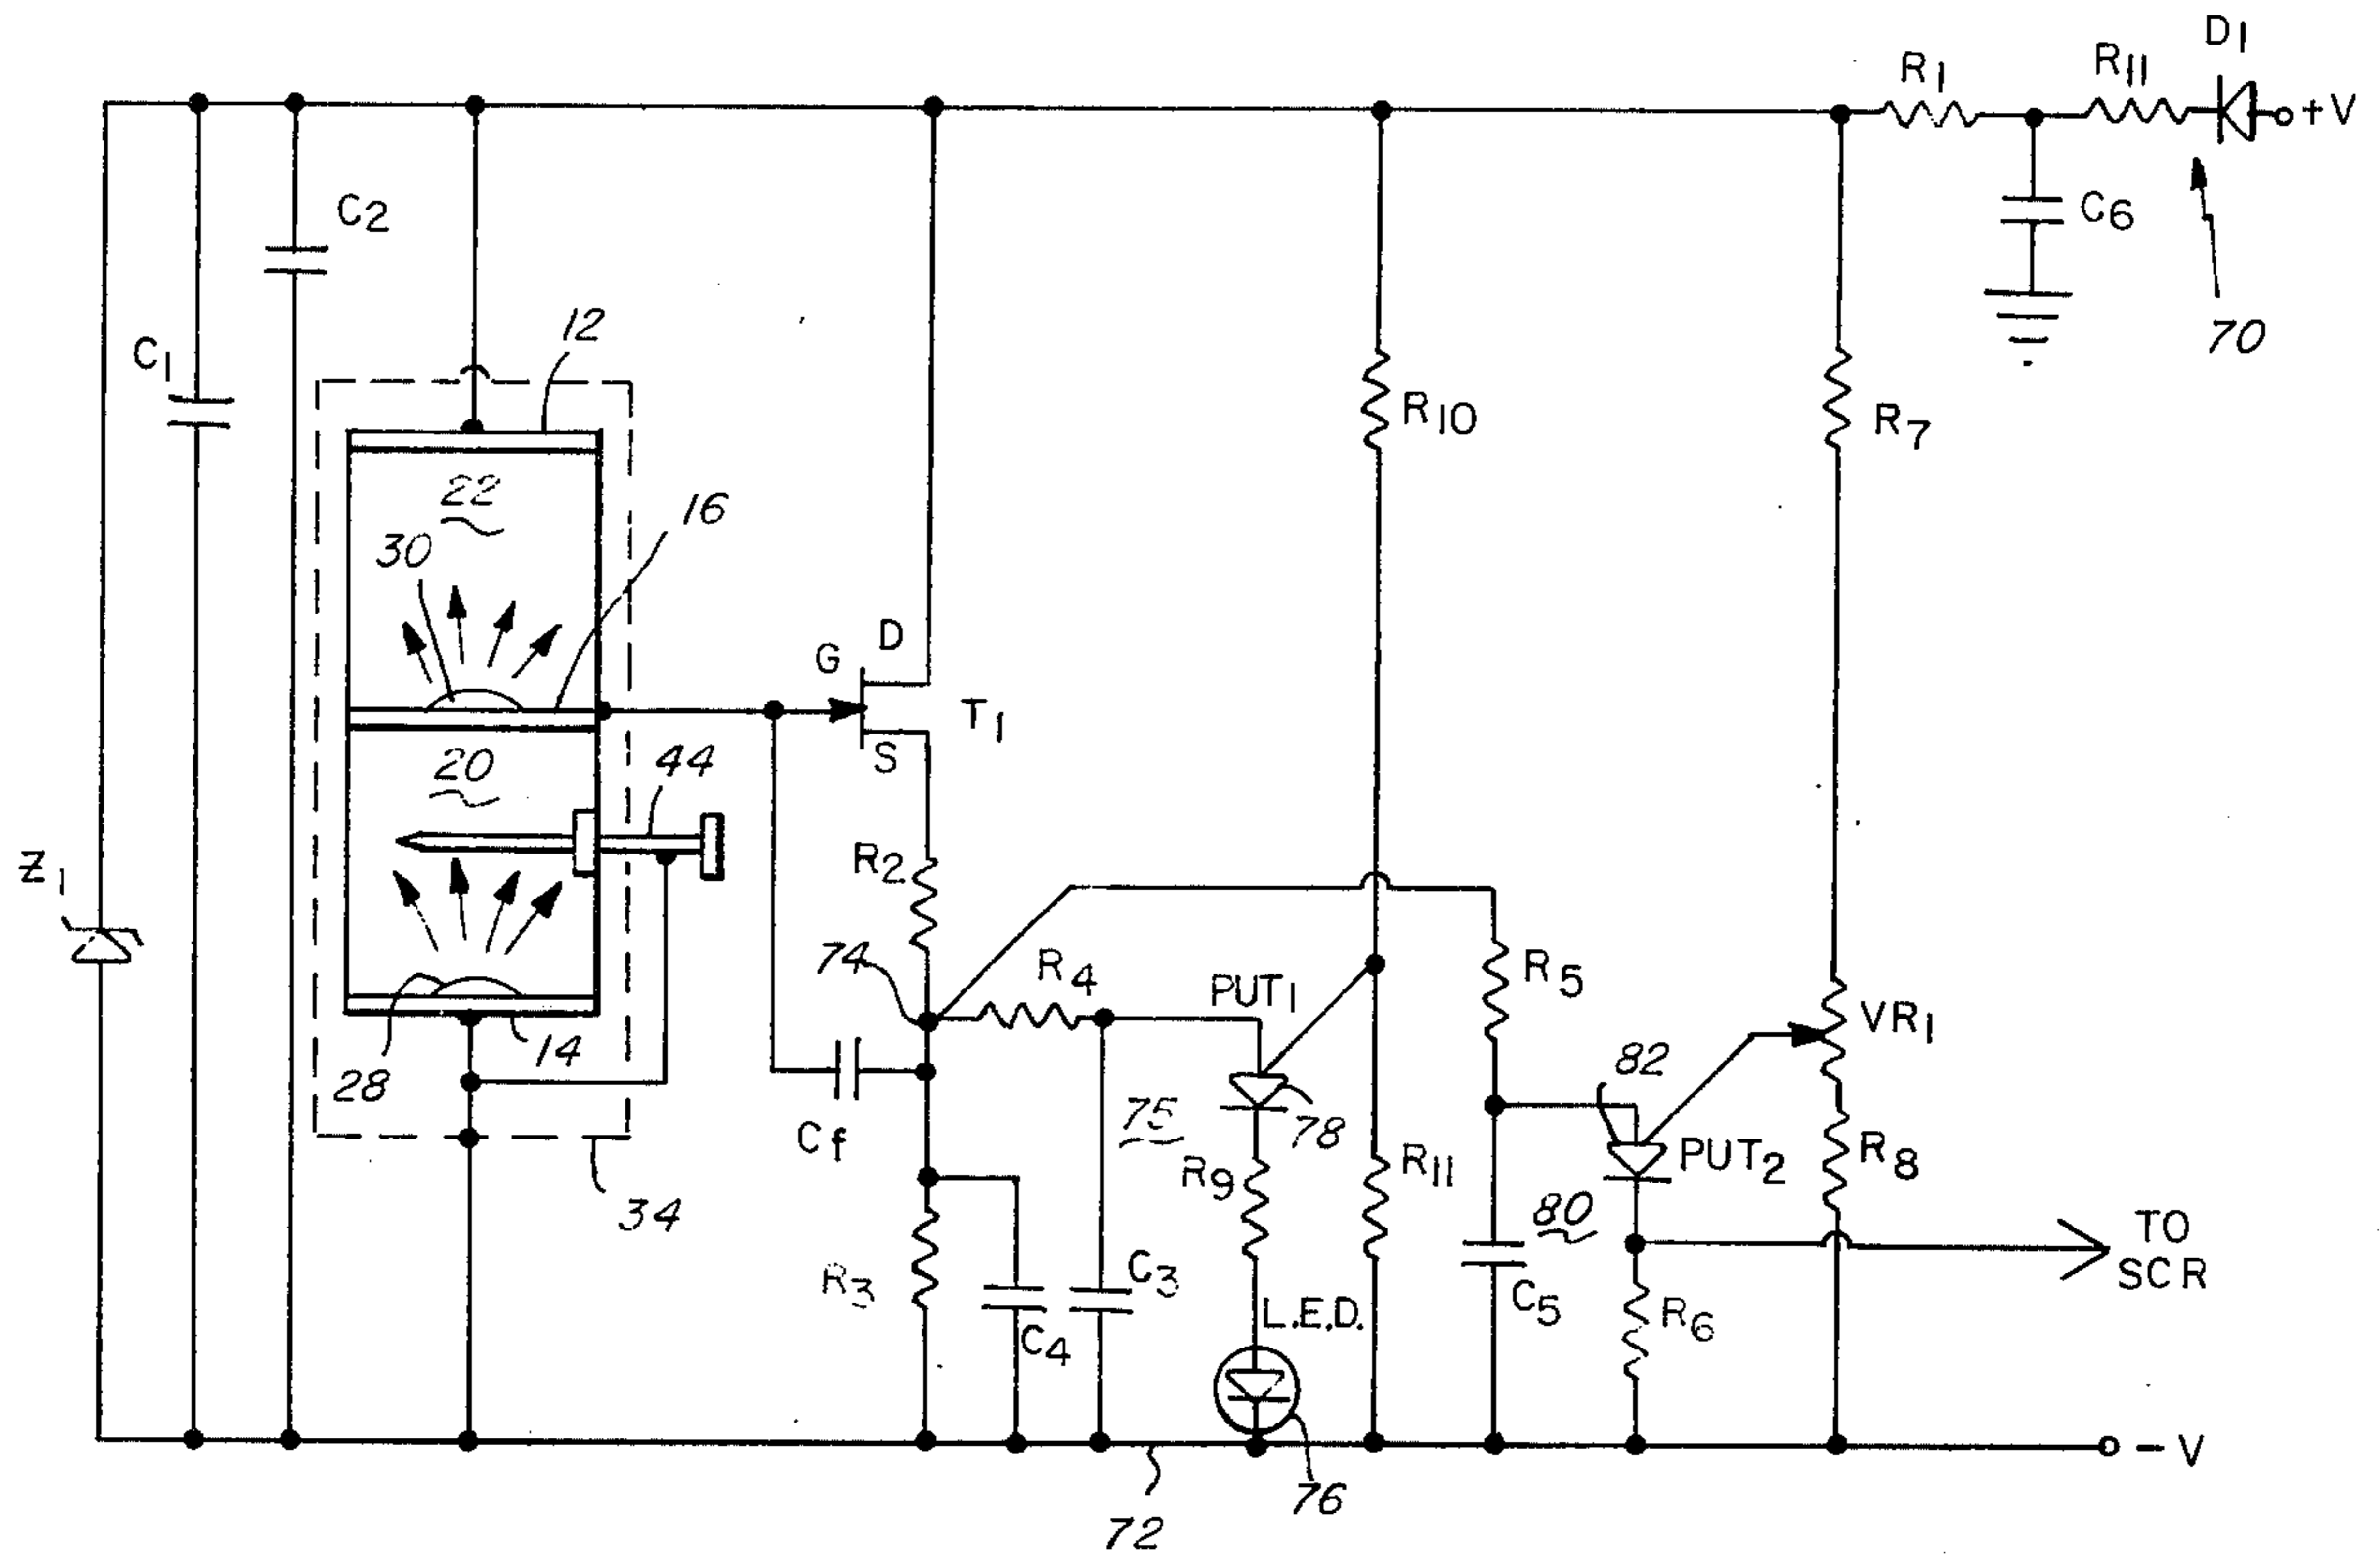 D1
R1
R11
+V
C2
C6
70
12
C1
R10
R7
22
16
30
D
G
T1
S
20
44
R2
Z1
74
R4
PUT1
R5
VR1
14
82
28
75
78
Cf
R9
R11
PUT2
R8
34
80
TO
SCR
R3
C3
L.E.D.
C5
R6
C4
76
72
-V